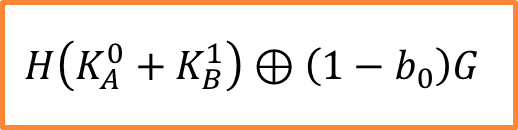 H(K_A^0 + K_B^1) ⊕ (1 − b_0)G